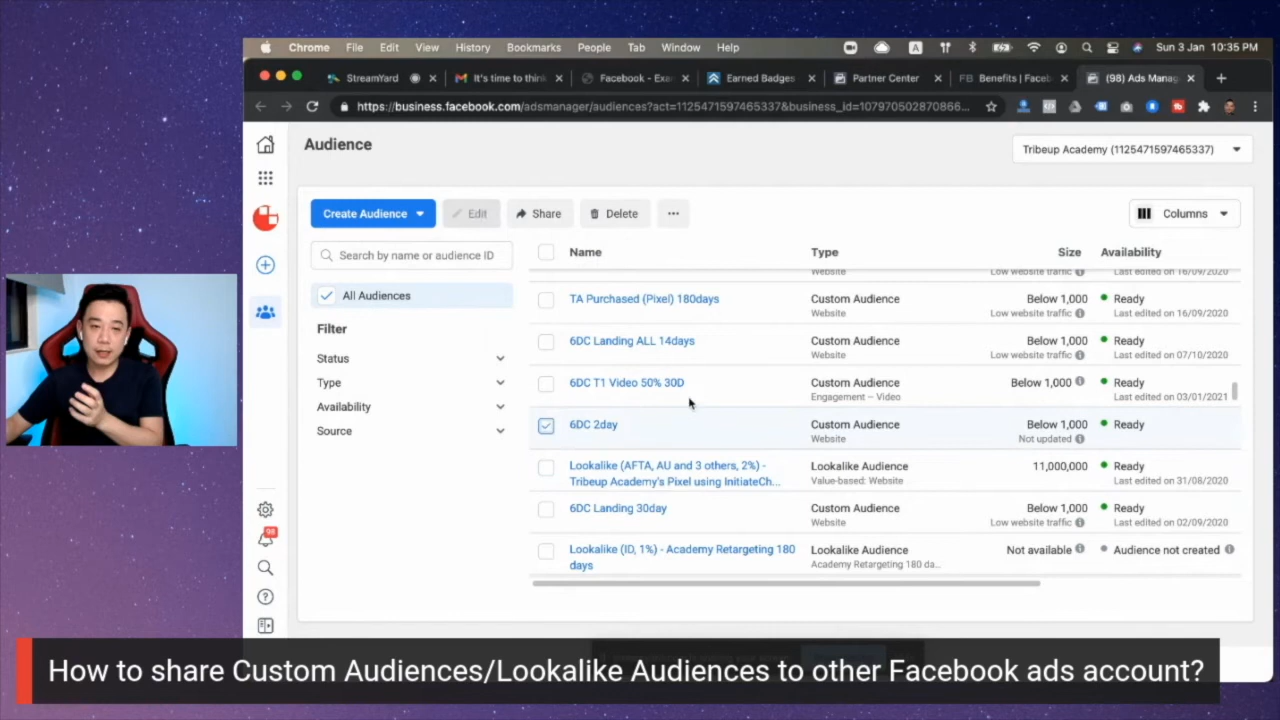 Chrome File Edit View History Bookmarks People Tab Window Help
A
Sun 3 Jan 10:35 PM
StreamYard
It's time to think
Facebook - Exa
Earned Badges
Partner Center
FB Benefits | Faceb
(98) Ads Manag
https://business.facebook.com/adsmanager/audiences?act=1125471597465337&business_id=107970502870866...
Audience
Tribeup Academy (1125471597465337)
Create Audience
Edit
Share
Delete
...
Columns
Search by name or audience ID
All Audiences
Filter
Status
Type
Availability
Source
98
Name Type Size Availability
Website Low website traffic Last edited on 16/09/2020
TA Purchased (Pixel) 180days Custom Audience Below 1,000 Ready
Website Low website traffic Last edited on 16/09/2020
6DC Landing ALL 14days Custom Audience Below 1,000 Ready
Website Low website traffic Last edited on 07/10/2020
6DC T1 Video 50% 30D Custom Audience Below 1,000 Ready
Engagement – Video Last edited on 03/01/2021
6DC 2day Custom Audience Below 1,000 Ready
Website Not updated
Lookalike (AFTA, AU and 3 others, 2%) - Lookalike Audience 11,000,000 Ready
Tribeup Academy's Pixel using InitiateCh... Value-based: Website Last edited on 31/08/2020
6DC Landing 30day Custom Audience Below 1,000 Ready
Website Low website traffic Last edited on 02/09/2020
Lookalike (ID, 1%) - Academy Retargeting 180 Lookalike Audience Not available Audience not created
days Academy Retargeting 180 da...
How to share Custom Audiences/Lookalike Audiences to other Facebook ads account?